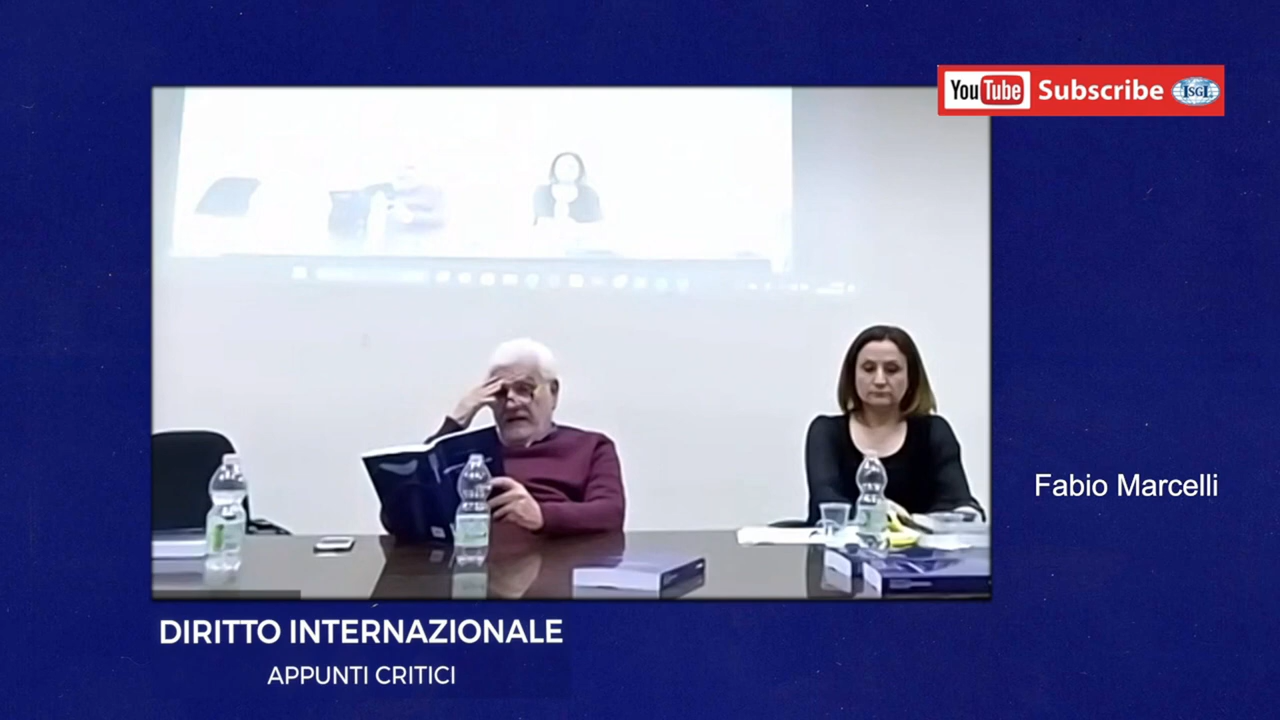 YouTube Subscribe ISGI
Fabio Marcelli
DIRITTO INTERNAZIONALE
APPUNTI CRITICI